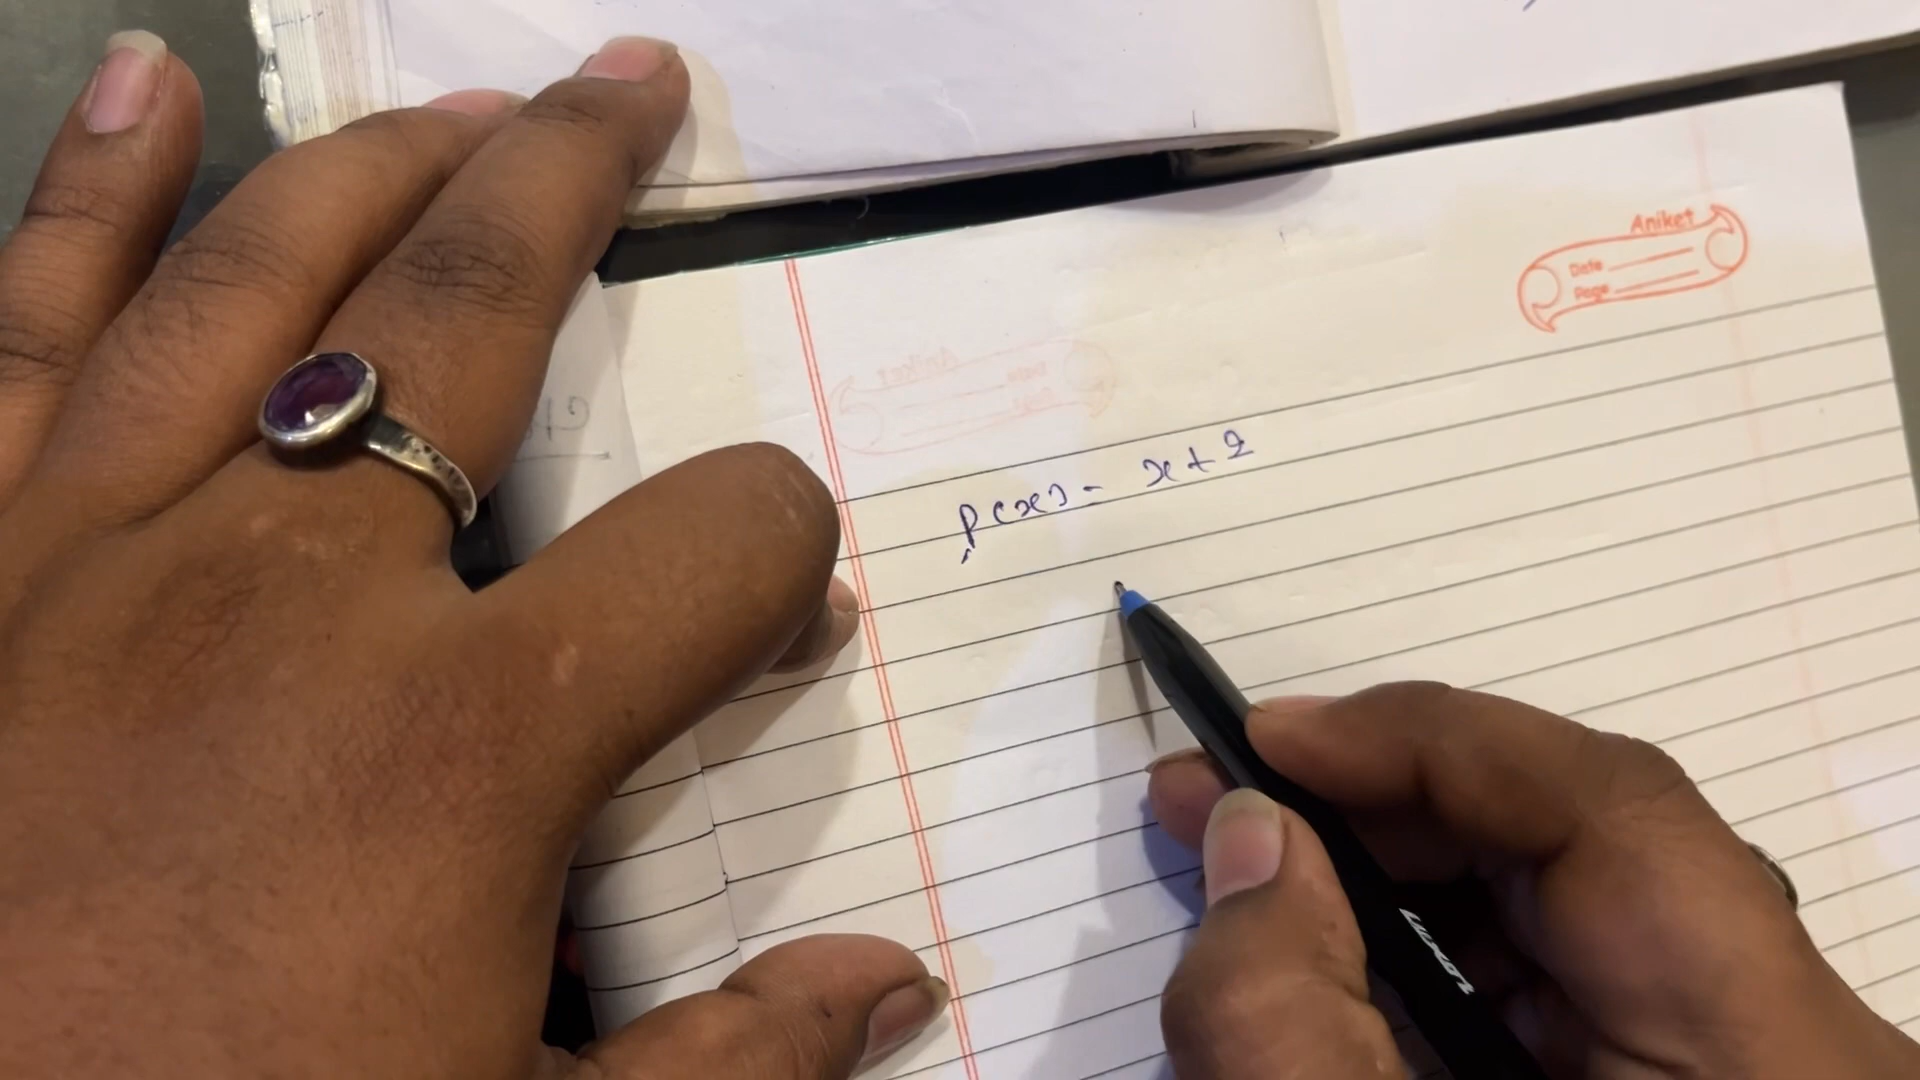 Aniket
Date
Page
p(x) = x + 2